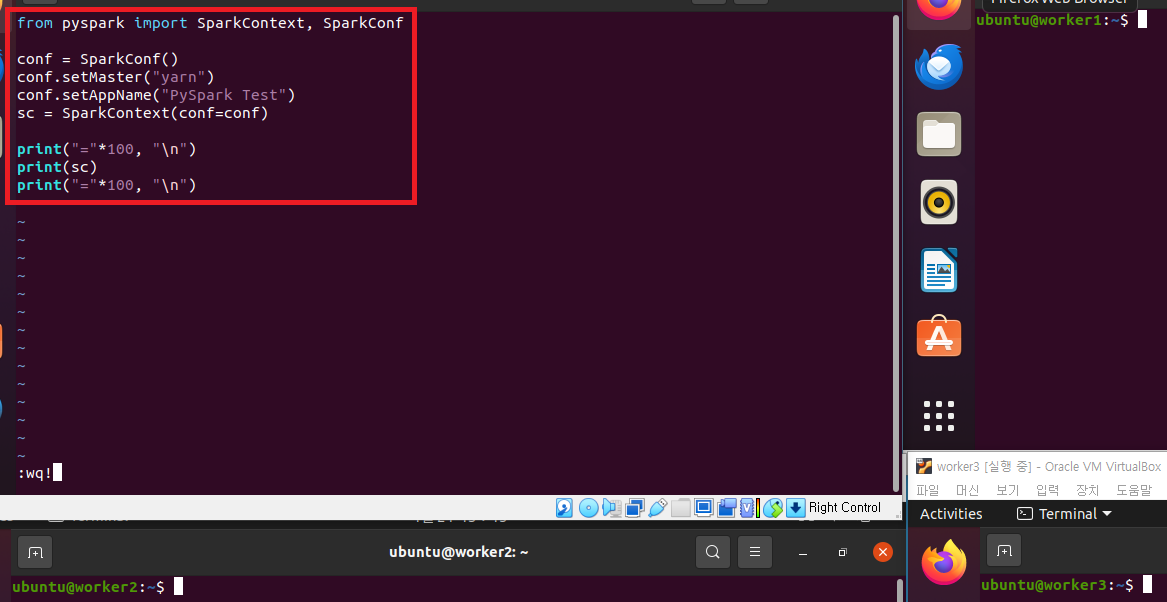 from pyspark import SparkContext, SparkConf
conf = SparkConf()
conf.setMaster("yarn")
conf.setAppName("PySpark Test")
sc = SparkContext(conf=conf)
print("="*100, "\n")
print(sc)
print("="*100, "\n")
~
~
~
~
~
~
~
~
~
~
~
~
~
~
:wq!
Right Control
ubuntu@worker2: ~
ubuntu@worker2:~$
Firefox Web Browser
ubuntu@worker1:~$
worker3 [실행 중] - Oracle VM VirtualBox
파일 머신 보기 입력 장치 도움말
Activities Terminal
ubuntu@worker3:~$